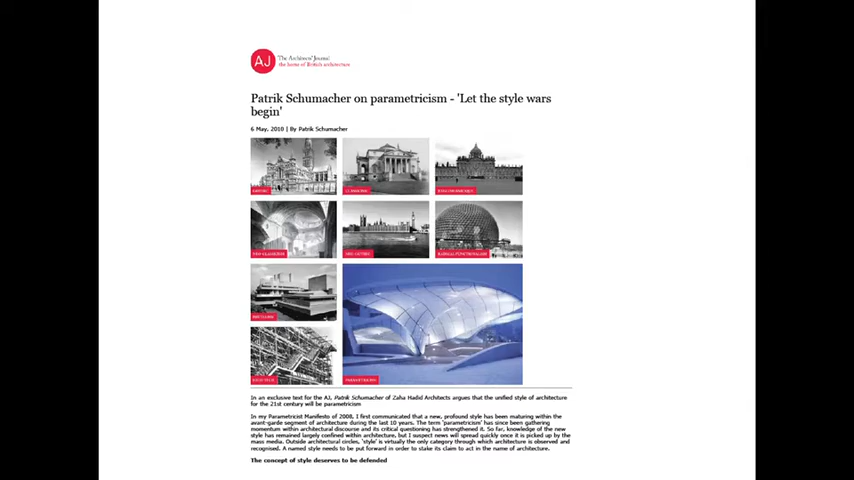 AJ
The Architects' Journal
the home of British architecture
Patrik Schumacher on parametricism - 'Let the style wars
begin'
6 May, 2010 | By Patrik Schumacher
GOTHIC
PARAMETRICISM
In an exclusive text for the AJ, Patrik Schumacher of Zaha Hadid Architects argues that the unified style of architecture
for the 21st century will be parametricism
In my Parametricist Manifesto of 2008, I first communicated that a new, profound style has been maturing within the
avant-garde segment of architecture during the last 10 years. The term 'parametricism' has since been gathering
momentum within architectural discourse and its critical questioning has strengthened it. So far, knowledge of the new
style has remained largely confined within architecture, but I suspect news will spread quickly once it is picked up by the
mass media. Outside architectural circles, 'style' is virtually the only category through which architecture is observed and
recognised. A named style needs to be put forward in order to stake its claim to act in the name of architecture.
The concept of style deserves to be defended